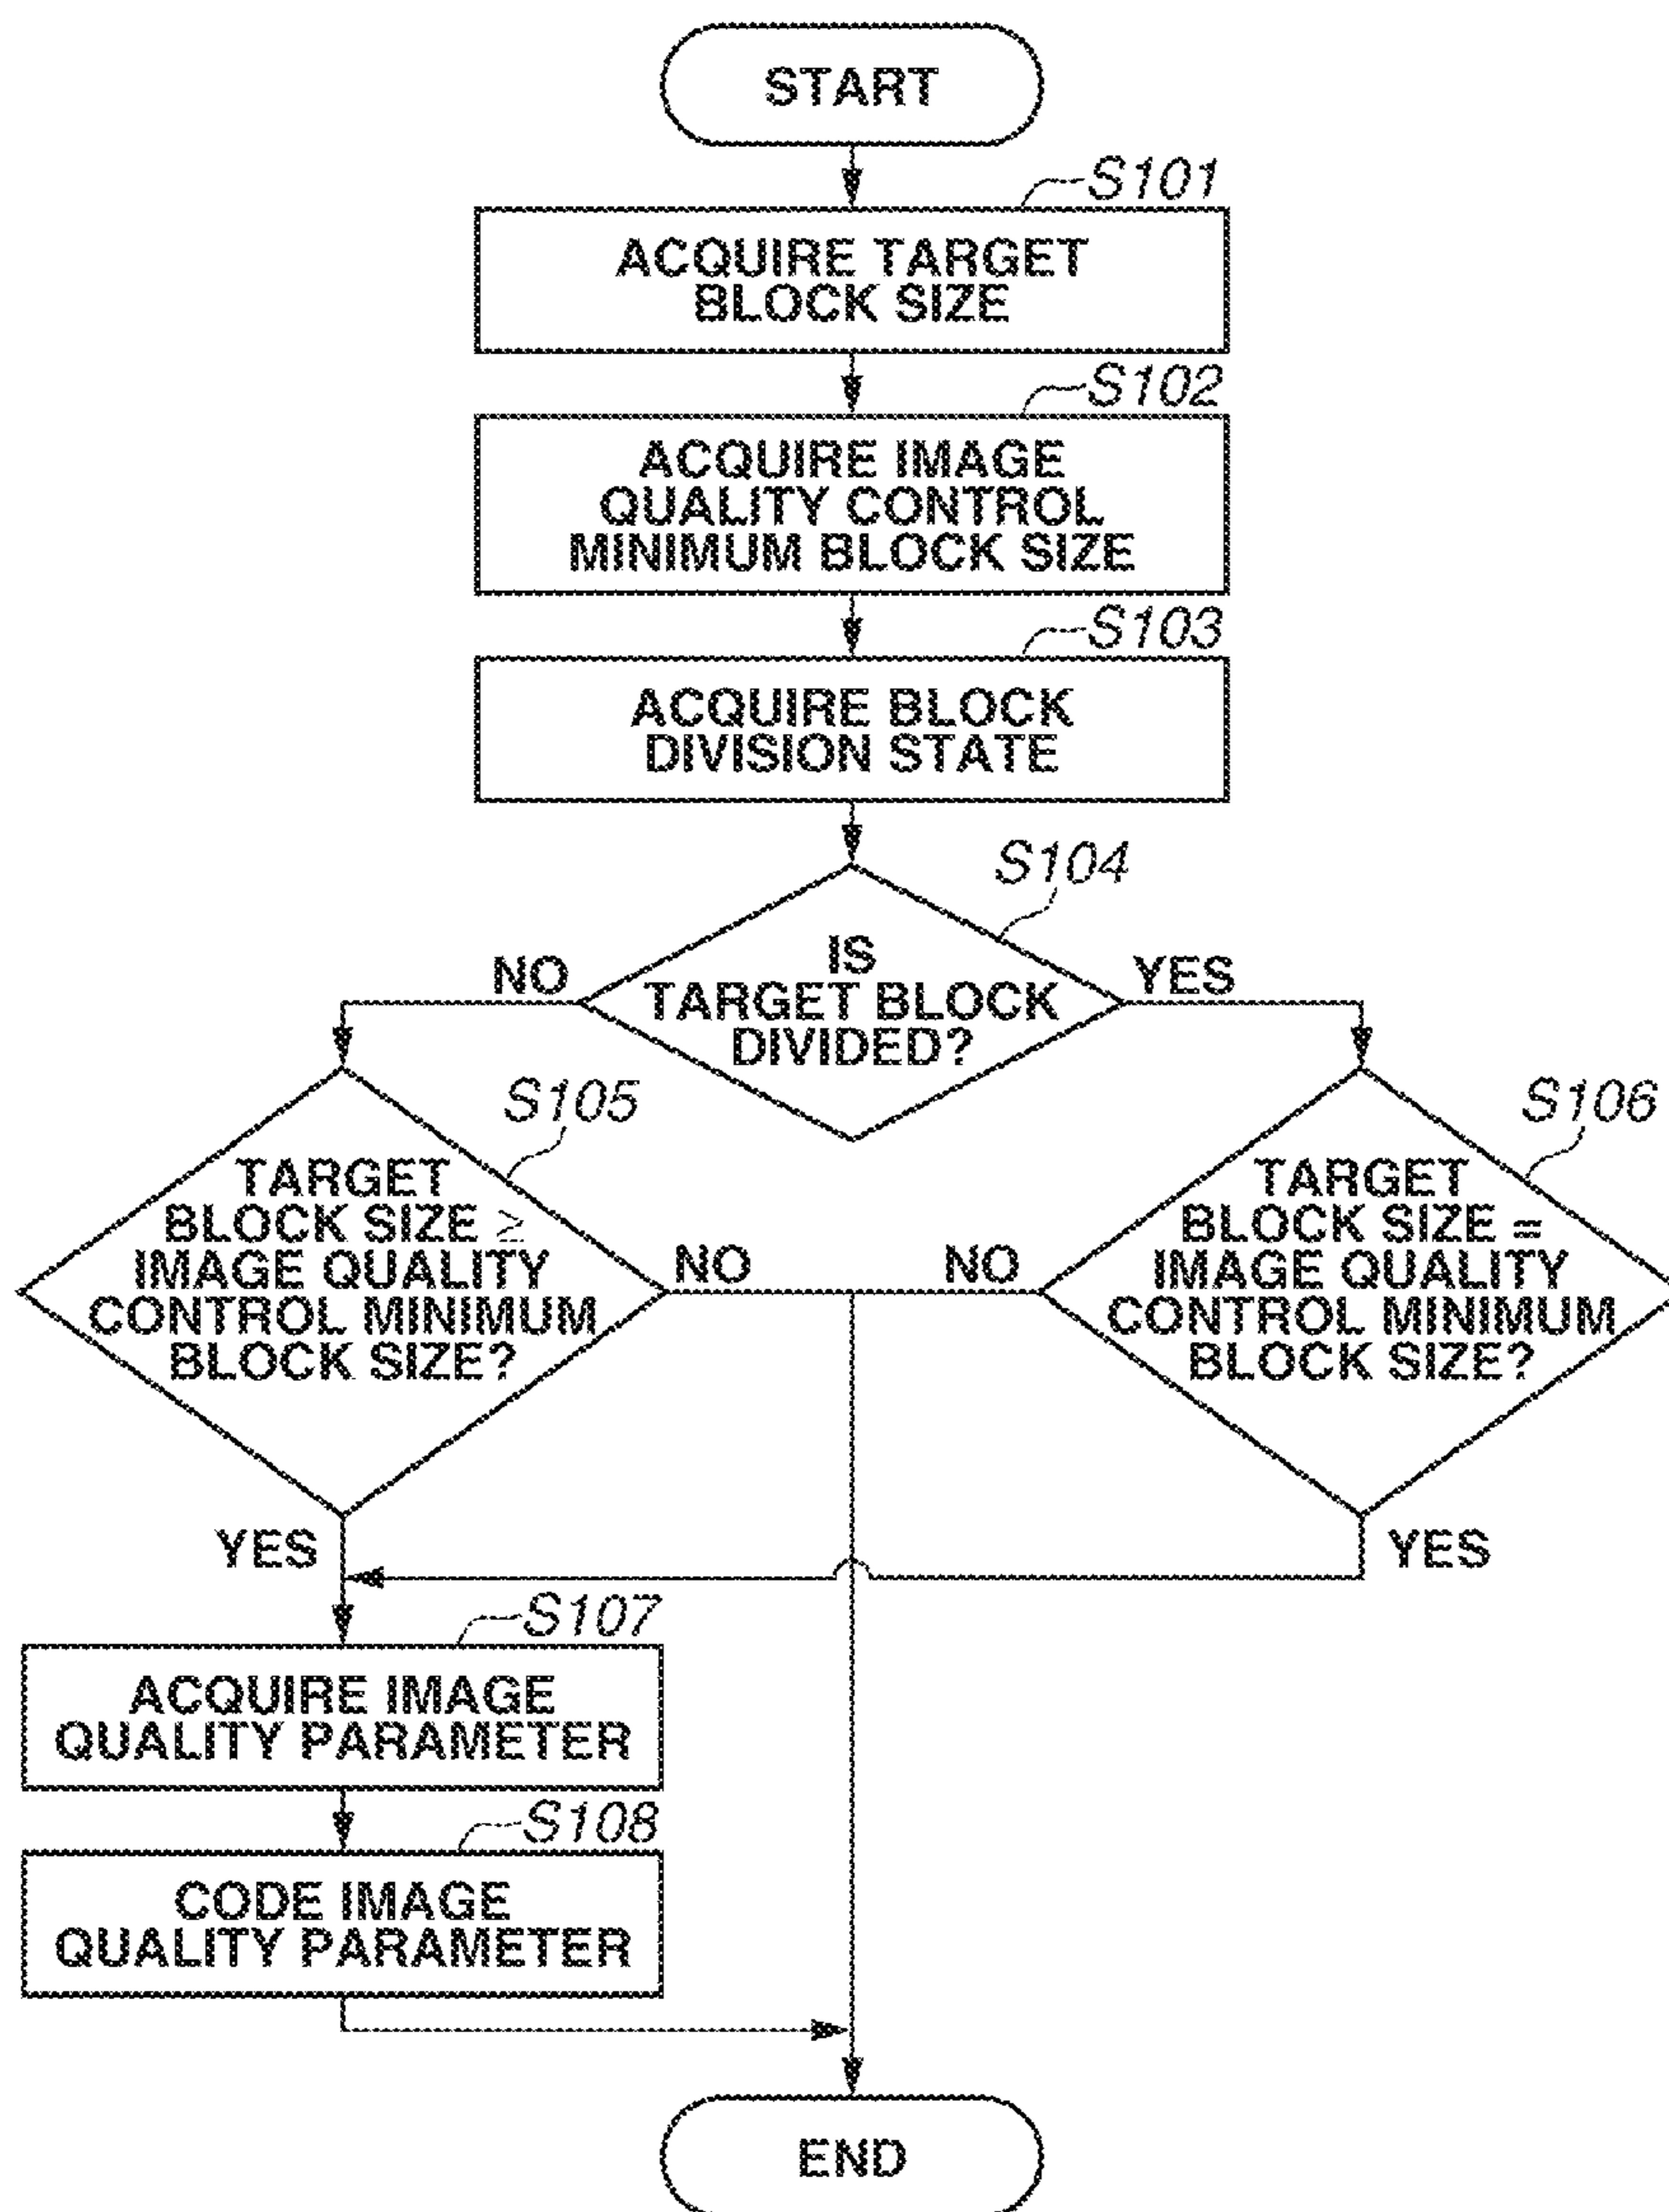 START
S101
ACQUIRE TARGET
BLOCK SIZE
S102
ACQUIRE IMAGE
QUALITY CONTROL
MINIMUM BLOCK SIZE
S103
ACQUIRE BLOCK
DIVISION STATE
S104
IS
TARGET BLOCK
DIVIDED?
NO
YES
S105
TARGET
BLOCK SIZE ≥
IMAGE QUALITY
CONTROL MINIMUM
BLOCK SIZE?
NO
YES
S106
TARGET
BLOCK SIZE =
IMAGE QUALITY
CONTROL MINIMUM
BLOCK SIZE?
NO
YES
S107
ACQUIRE IMAGE
QUALITY PARAMETER
S108
CODE IMAGE
QUALITY PARAMETER
END